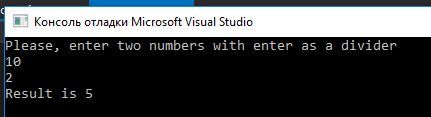 Консоль отладки Microsoft Visual Studio
Please, enter two numbers with enter as a divider
10
2
Result is 5